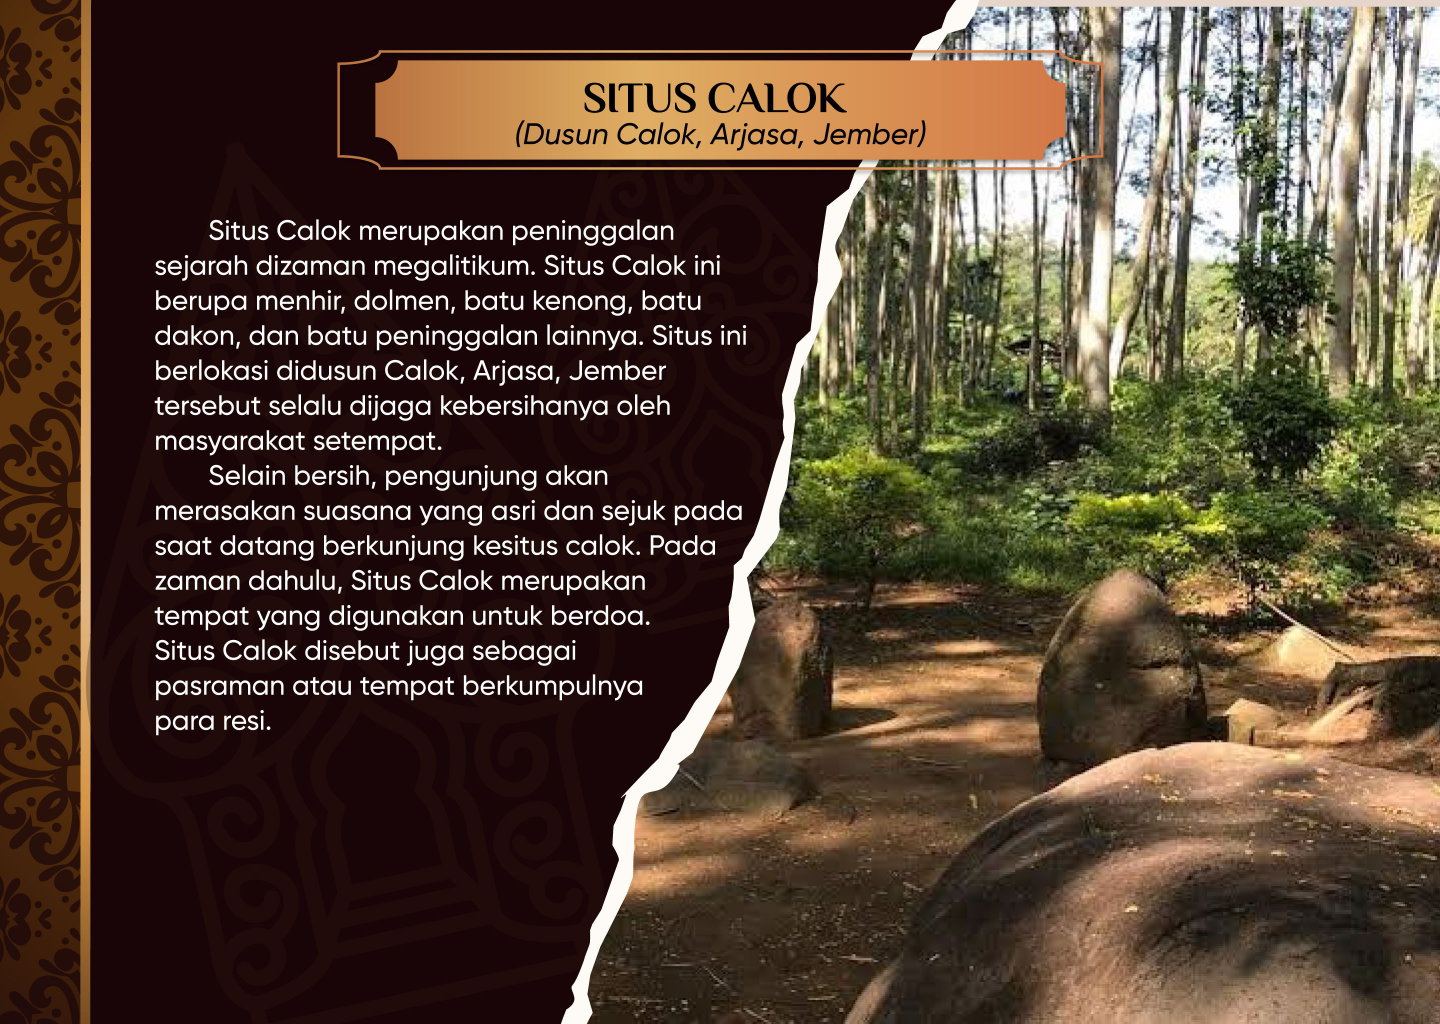 SITUS CALOK
(Dusun Calok, Arjasa, Jember)
Situs Calok merupakan peninggalan
sejarah dizaman megalitikum. Situs Calok ini
berupa menhir, dolmen, batu kenong, batu
dakon, dan batu peninggalan lainnya. Situs ini
berlokasi didusun Calok, Arjasa, Jember
tersebut selalu dijaga kebersihanya oleh
masyarakat setempat.
Selain bersih, pengunjung akan
merasakan suasana yang asri dan sejuk pada
saat datang berkunjung kesitus calok. Pada
zaman dahulu, Situs Calok merupakan
tempat yang digunakan untuk berdoa.
Situs Calok disebut juga sebagai
pasraman atau tempat berkumpulnya
para resi.